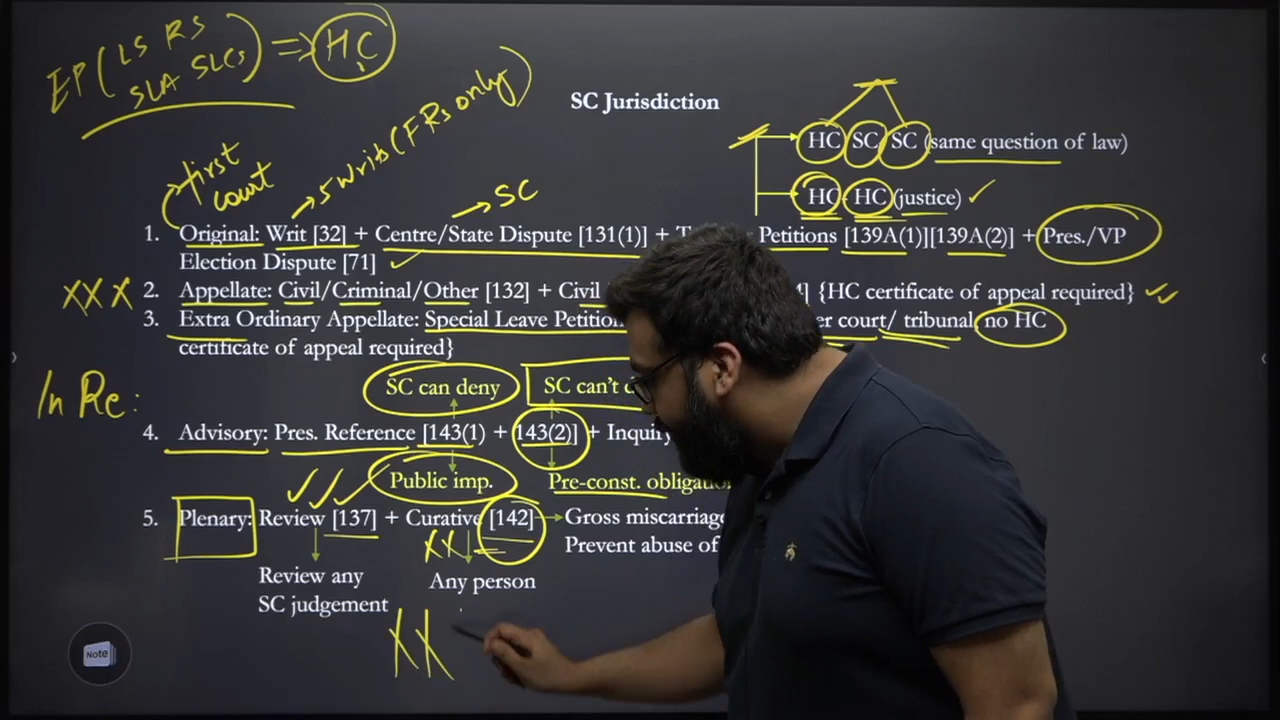 EP (LS RS
SLA SLCs) ⇒ HC
SC Jurisdiction
first
court
→ 5 writs (FRs only)
→ SC
HC SC SC (same question of law)
HC - HC (justice) ✓
1. Original: Writ [32] + Centre/State Dispute [131(1)] + Petitions [139A(1)][139A(2)] + Pres./VP
Election Dispute [71] ✓
XXX 2. Appellate: Civil/Criminal/Other [132] + Civil {HC certificate of appeal required} ✓✓
3. Extra Ordinary Appellate: Special Leave court/ tribunal, no HC
certificate of appeal required}
In Re:
SC can deny SC can't
4. Advisory: Pres. Reference [143(1) + 143(2)] +
Public imp. Pre-const.
5. Plenary: Review [137] + Curative [142] → Gross
Prevent abuse of
XX
Review any Any person
SC judgement
XX
Note